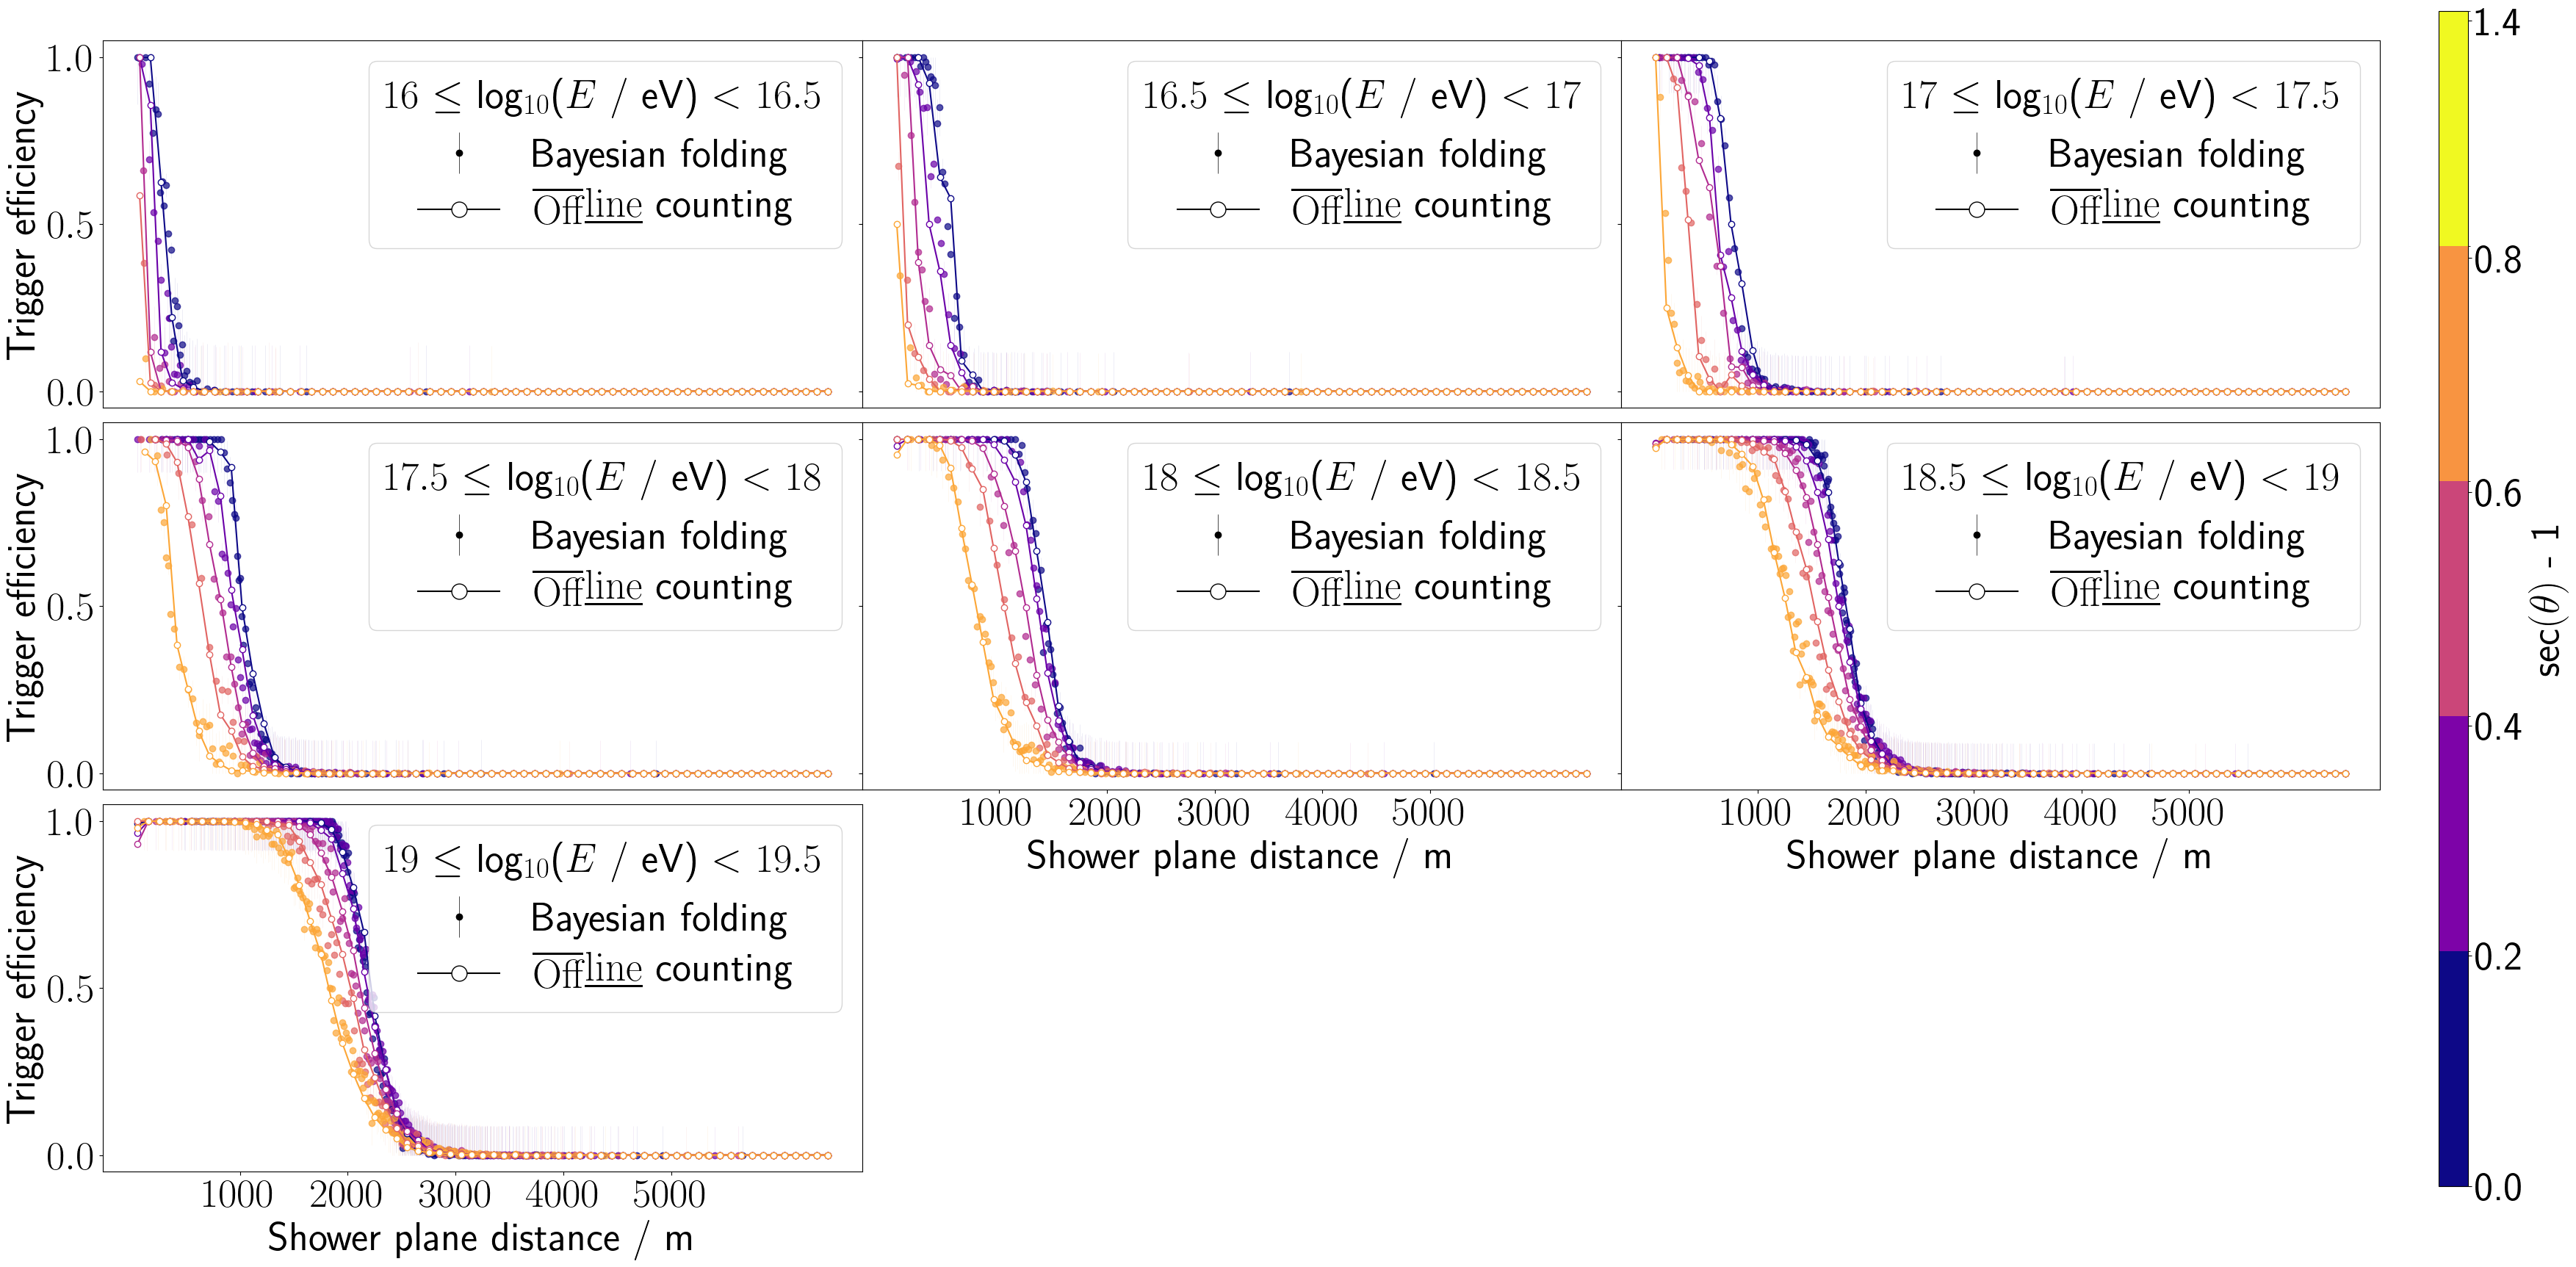 1.0
0.5
0.0
Trigger efficiency
16 ≤ log₁₀(E / eV) < 16.5
Bayesian folding
Offline counting
16.5 ≤ log₁₀(E / eV) < 17
Bayesian folding
Offline counting
17 ≤ log₁₀(E / eV) < 17.5
Bayesian folding
Offline counting
1.0
0.5
0.0
Trigger efficiency
17.5 ≤ log₁₀(E / eV) < 18
Bayesian folding
Offline counting
18 ≤ log₁₀(E / eV) < 18.5
Bayesian folding
Offline counting
1000 2000 3000 4000 5000
Shower plane distance / m
18.5 ≤ log₁₀(E / eV) < 19
Bayesian folding
Offline counting
1000 2000 3000 4000 5000
Shower plane distance / m
1.0
0.5
0.0
Trigger efficiency
19 ≤ log₁₀(E / eV) < 19.5
Bayesian folding
Offline counting
1000 2000 3000 4000 5000
Shower plane distance / m
1.4
0.8
0.6
0.4
0.2
0.0
sec(θ) - 1